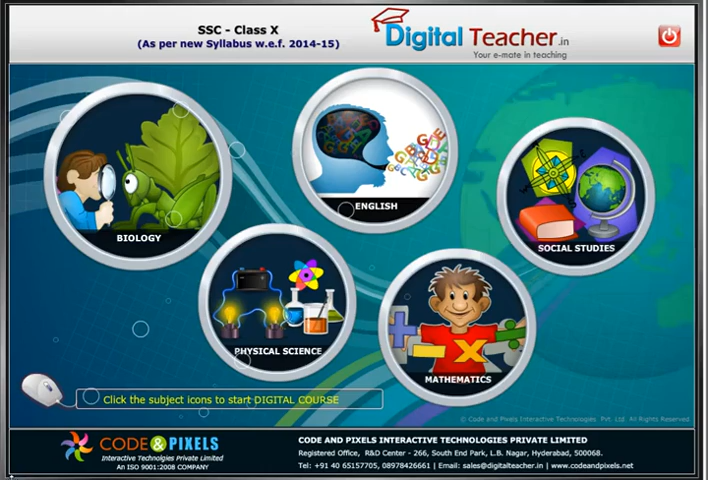 SSC - Class X
(As per new Syllabus w.e.f. 2014-15)
Digital Teacher.in
Your e-mate in teaching
BIOLOGY
ENGLISH
SOCIAL STUDIES
PHYSICAL SCIENCE
MATHEMATICS
Click the subject icons to start DIGITAL COURSE
© Code and Pixels Interactive Technologies. Pvt. Ltd. All Rights Reserved
CODE & PIXELS
Interactive Technolgies Private Limited
An ISO 9001:2008 COMPANY
CODE AND PIXELS INTERACTIVE TECHNOLOGIES PRIVATE LIMITED
Registered Office, R&D Center - 266, South End Park, L.B. Nagar, Hyderabad, 500068.
Tel: +91 40 65157705, 08978426661 | Email: sales@digitalteacher.in | www.codeandpixels.net